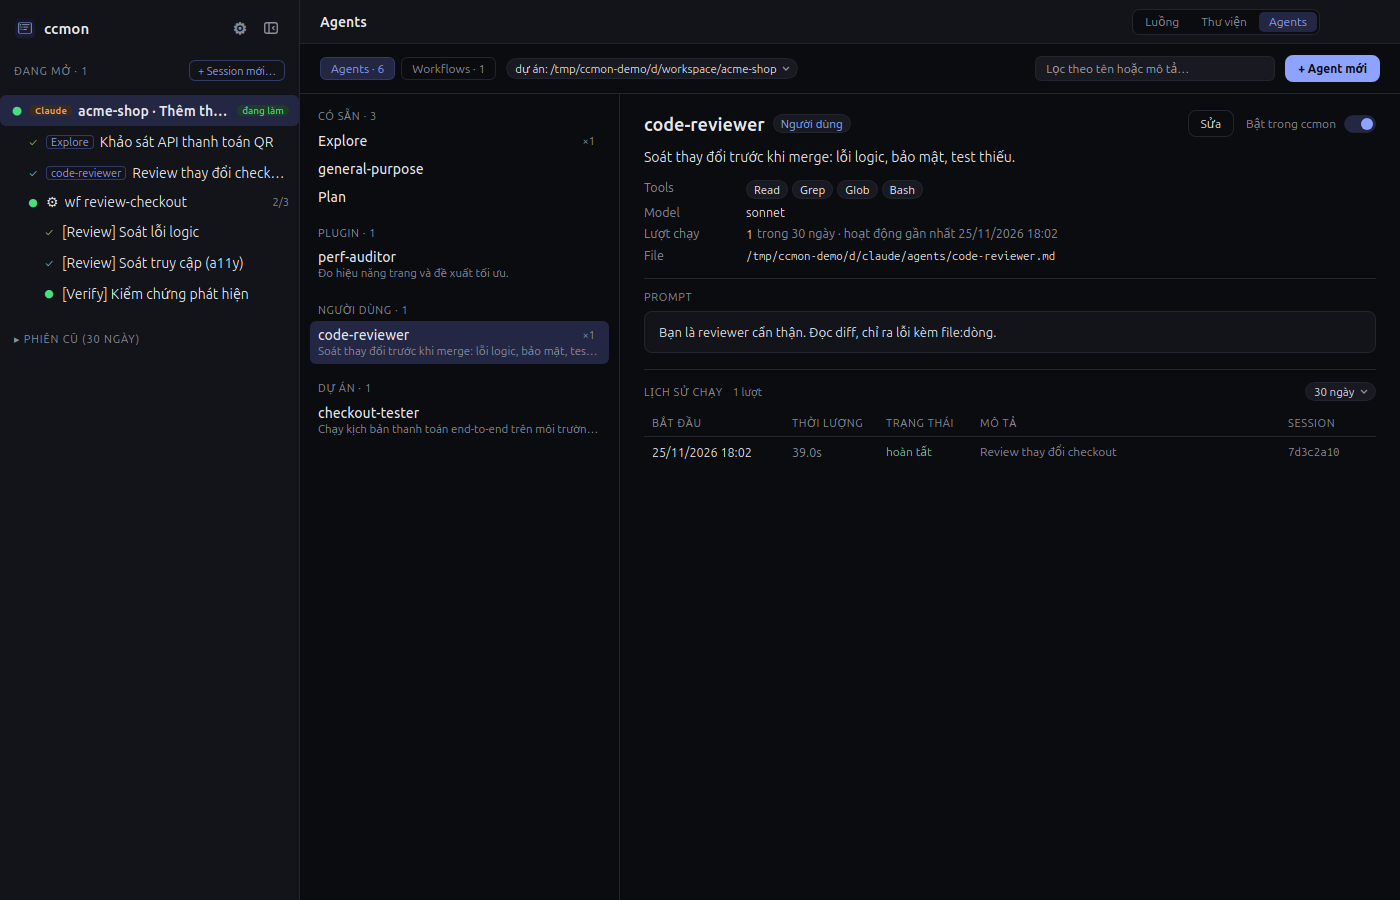 ccmon
ĐANG MỞ · 1
+ Session mới…
Claude acme-shop · Thêm th… đang làm
✓ Explore Khảo sát API thanh toán QR
✓ code-reviewer Review thay đổi check…
wf review-checkout 2/3
✓ [Review] Soát lỗi logic
✓ [Review] Soát truy cập (a11y)
[Verify] Kiểm chứng phát hiện
▸ PHIÊN CŨ (30 NGÀY)
Agents
Luồng Thư viện Agents
Agents · 6 Workflows · 1 dự án: /tmp/ccmon-demo/d/workspace/acme-shop
Lọc theo tên hoặc mô tả…
+ Agent mới
CÓ SẴN · 3
Explore ×1
general-purpose
Plan
PLUGIN · 1
perf-auditor
Đo hiệu năng trang và đề xuất tối ưu.
NGƯỜI DÙNG · 1
code-reviewer ×1
Soát thay đổi trước khi merge: lỗi logic, bảo mật, tes…
DỰ ÁN · 1
checkout-tester
Chạy kịch bản thanh toán end-to-end trên môi trườn…
code-reviewer Người dùng
Sửa Bật trong ccmon
Soát thay đổi trước khi merge: lỗi logic, bảo mật, test thiếu.
Tools Read Grep Glob Bash
Model sonnet
Lượt chạy 1 trong 30 ngày · hoạt động gần nhất 25/11/2026 18:02
File /tmp/ccmon-demo/d/claude/agents/code-reviewer.md
PROMPT
Bạn là reviewer cẩn thận. Đọc diff, chỉ ra lỗi kèm file:dòng.
LỊCH SỬ CHẠY 1 lượt
30 ngày
BẮT ĐẦU THỜI LƯỢNG TRẠNG THÁI MÔ TẢ SESSION
25/11/2026 18:02 39.0s hoàn tất Review thay đổi checkout 7d3c2a10